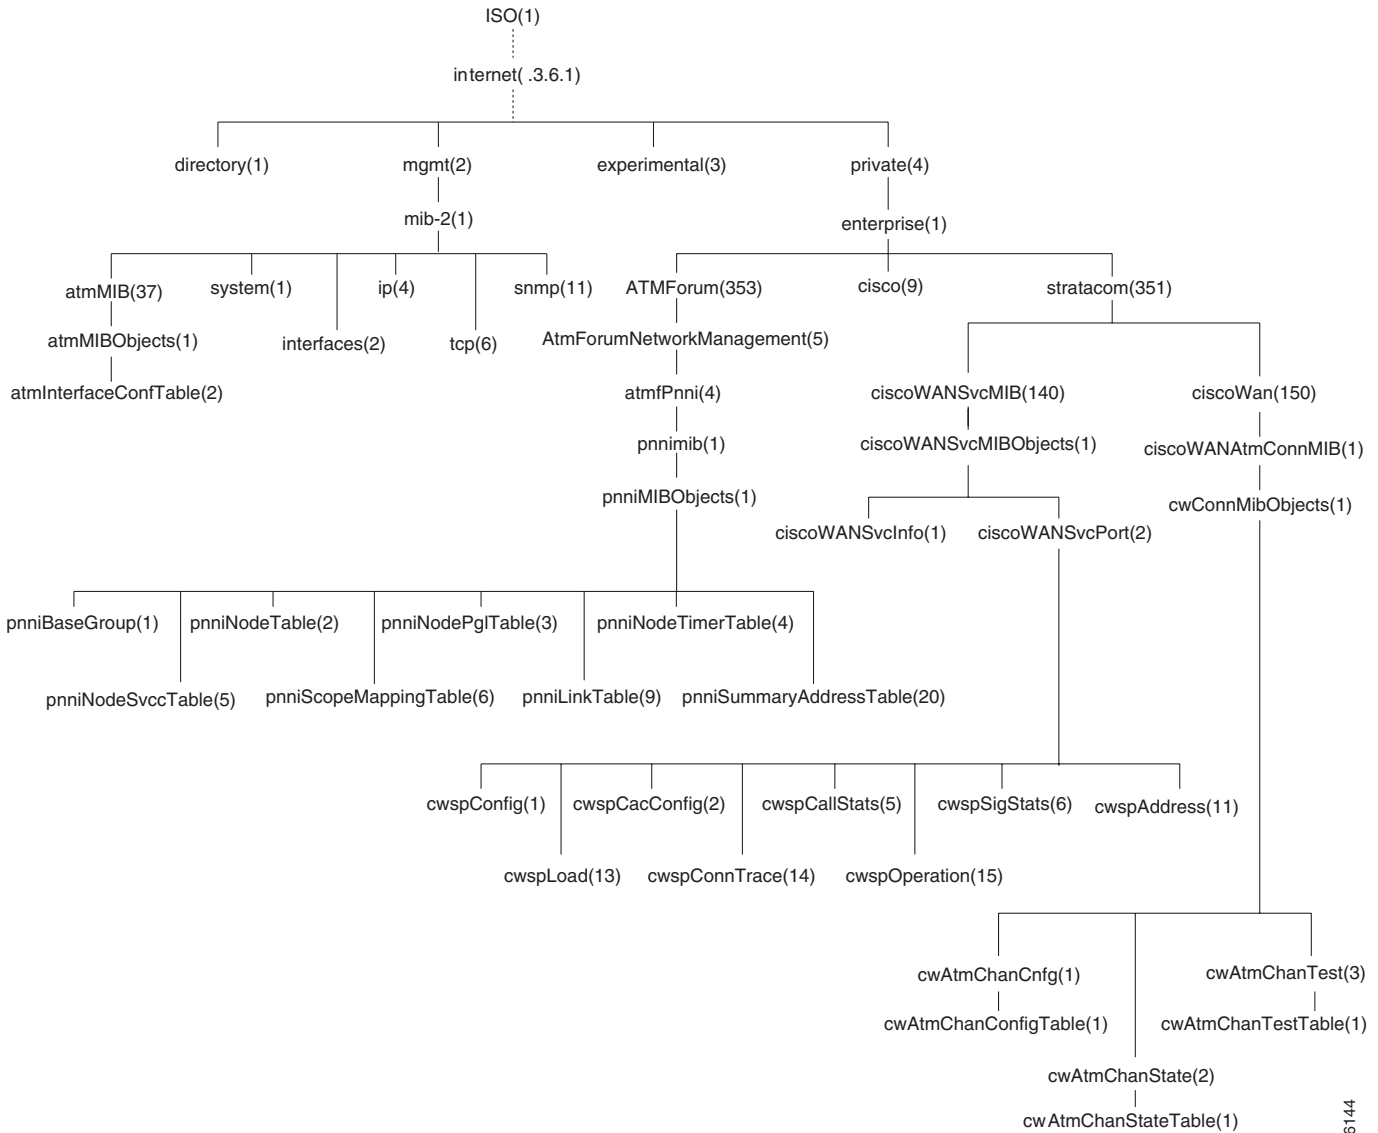 ISO(1)
internet( .3.6.1)
directory(1)
mgmt(2)
experimental(3)
private(4)
mib-2(1)
enterprise(1)
atmMIB(37)
system(1)
ip(4)
snmp(11)
ATMForum(353)
cisco(9)
stratacom(351)
atmMIBObjects(1)
interfaces(2)
tcp(6)
AtmForumNetworkManagement(5)
atmInterfaceConfTable(2)
atmfPnni(4)
ciscoWANSvcMIB(140)
ciscoWan(150)
pnnimib(1)
ciscoWANSvcMIBObjects(1)
ciscoWANAtmConnMIB(1)
pnniMIBObjects(1)
cwConnMibObjects(1)
ciscoWANSvcInfo(1)
ciscoWANSvcPort(2)
pnniBaseGroup(1)
pnniNodeTable(2)
pnniNodePglTable(3)
pnniNodeTimerTable(4)
pnniNodeSvccTable(5)
pnniScopeMappingTable(6)
pnniLinkTable(9)
pnniSummaryAddressTable(20)
cwspConfig(1)
cwspCacConfig(2)
cwspCallStats(5)
cwspSigStats(6)
cwspAddress(11)
cwspLoad(13)
cwspConnTrace(14)
cwspOperation(15)
cwAtmChanCnfg(1)
cwAtmChanTest(3)
cwAtmChanConfigTable(1)
cwAtmChanTestTable(1)
cwAtmChanState(2)
cwAtmChanStateTable(1)
6144